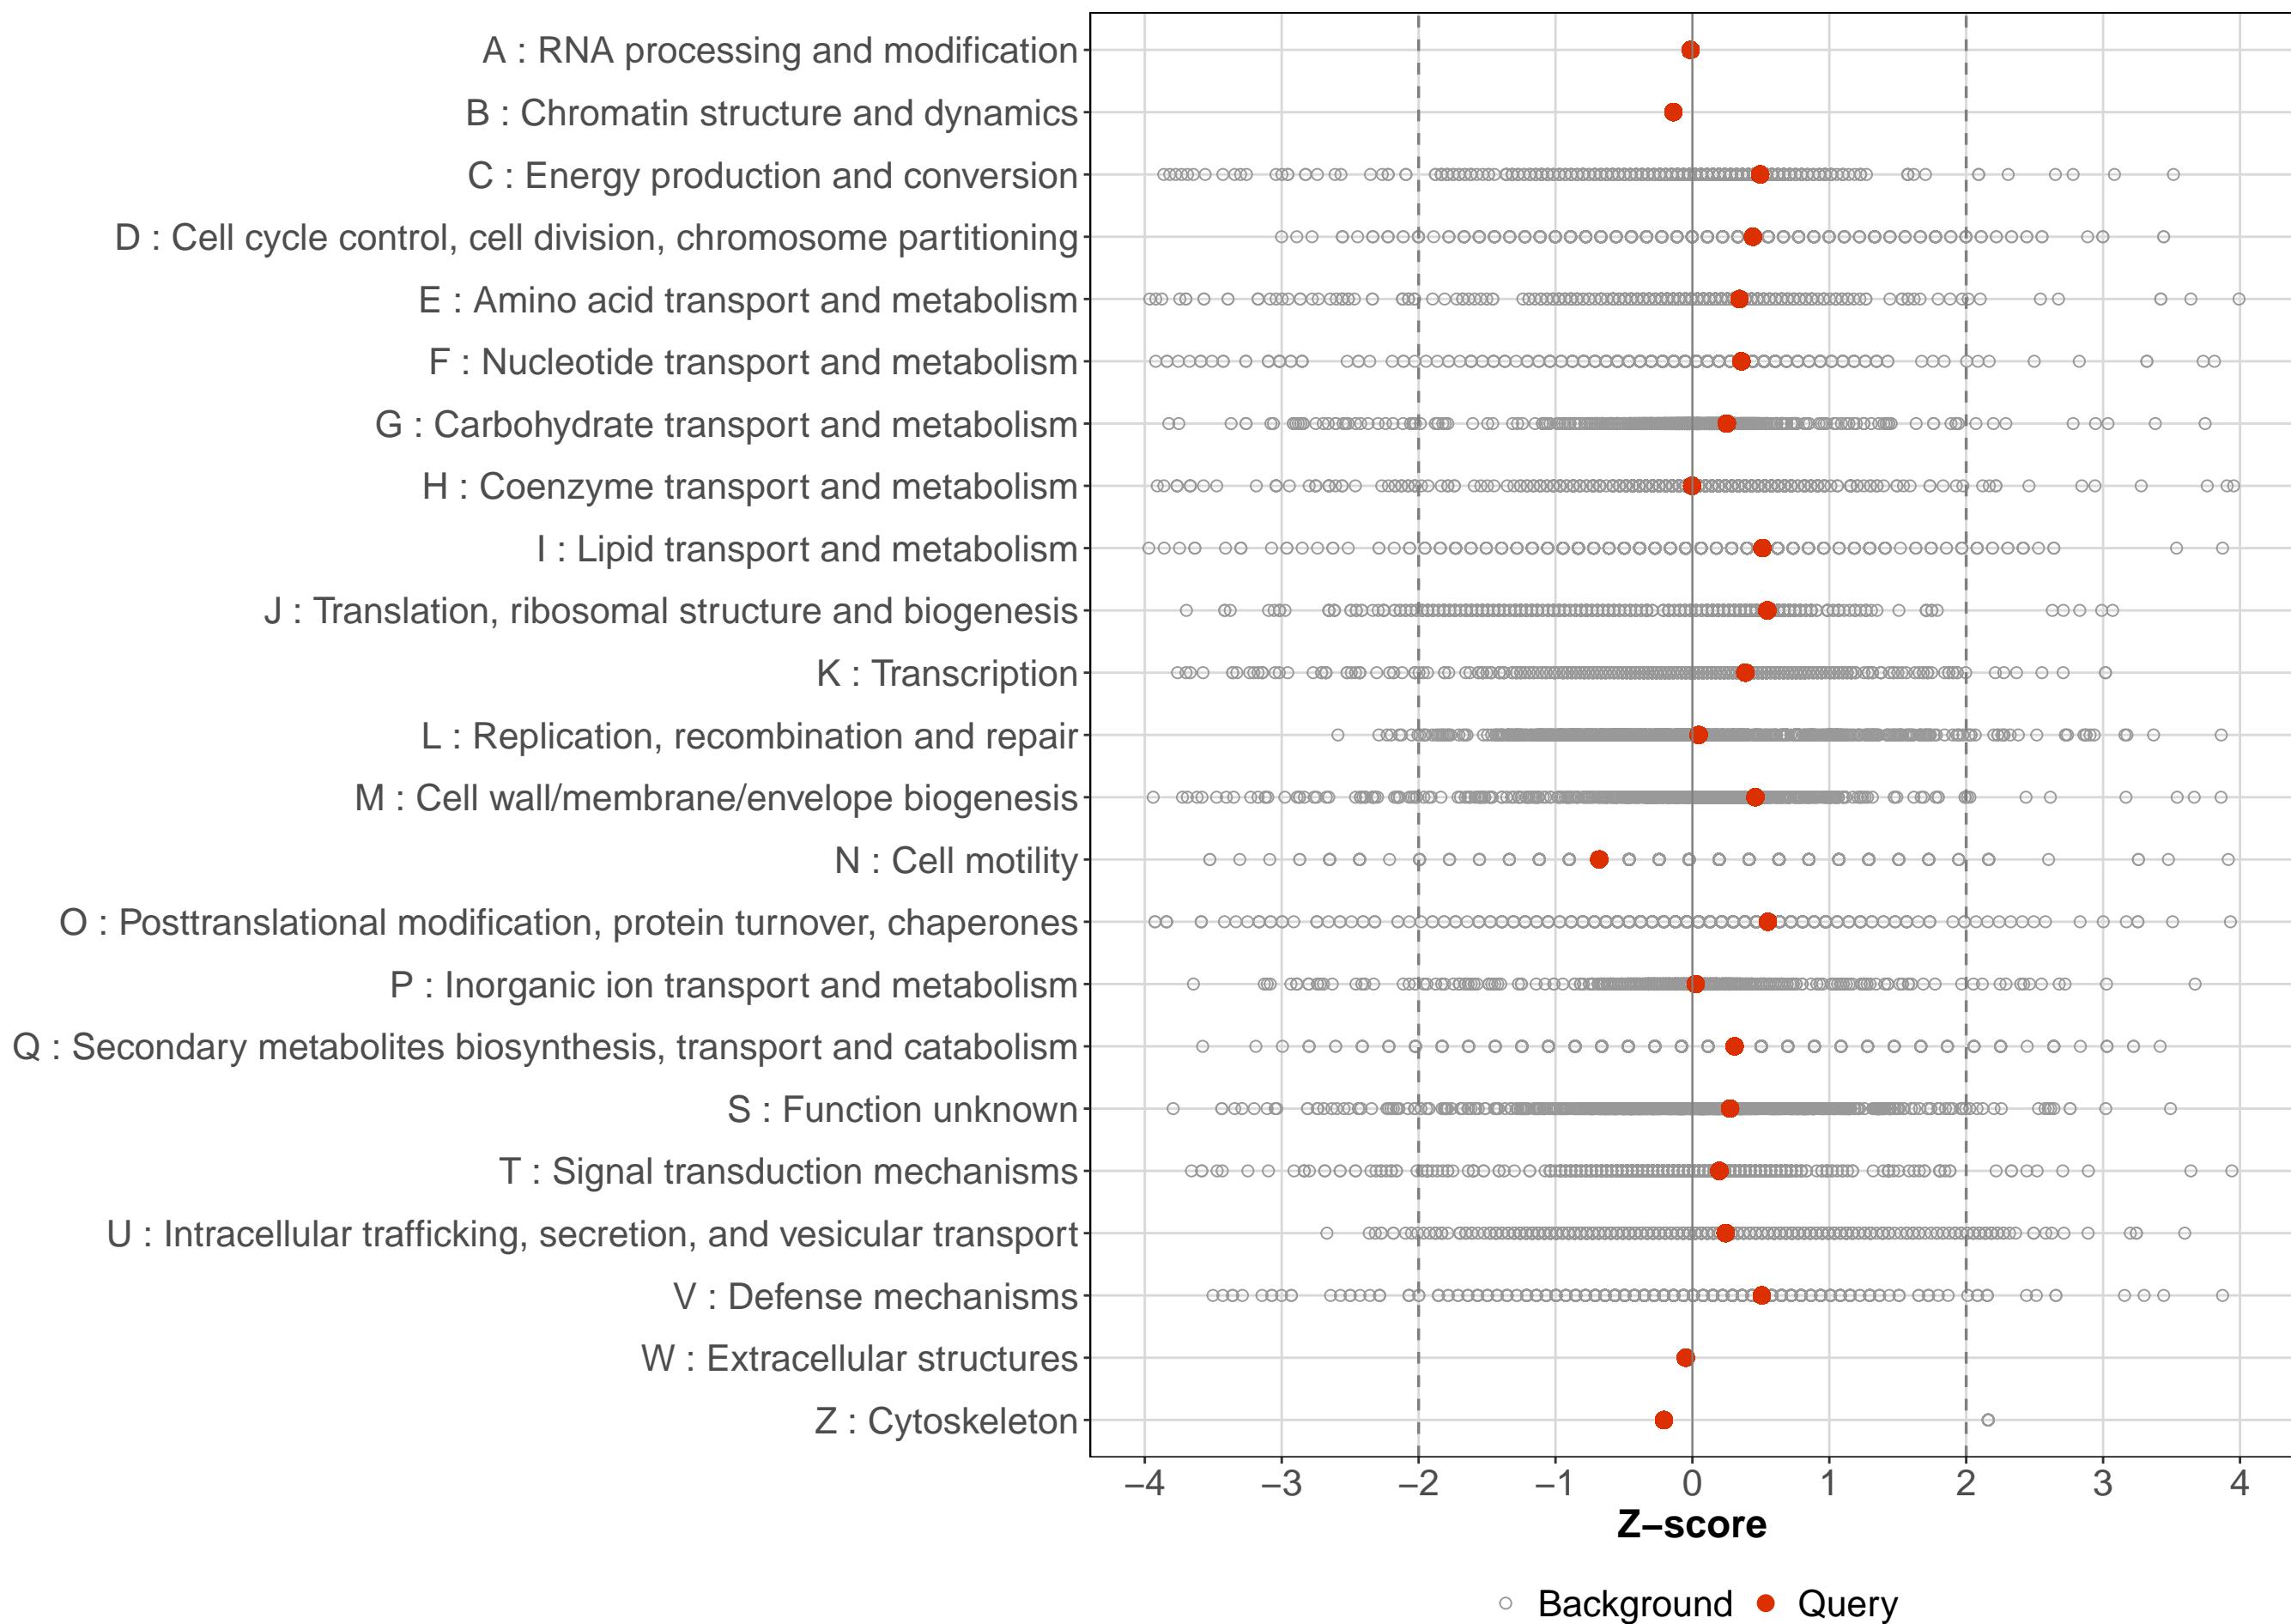 A : RNA processing and modification
B : Chromatin structure and dynamics
C : Energy production and conversion
D : Cell cycle control, cell division, chromosome partitioning
E : Amino acid transport and metabolism
F : Nucleotide transport and metabolism
G : Carbohydrate transport and metabolism
H : Coenzyme transport and metabolism
I : Lipid transport and metabolism
J : Translation, ribosomal structure and biogenesis
K : Transcription
L : Replication, recombination and repair
M : Cell wall/membrane/envelope biogenesis
N : Cell motility
O : Posttranslational modification, protein turnover, chaperones
P : Inorganic ion transport and metabolism
Q : Secondary metabolites biosynthesis, transport and catabolism
S : Function unknown
T : Signal transduction mechanisms
U : Intracellular trafficking, secretion, and vesicular transport
V : Defense mechanisms
W : Extracellular structures
Z : Cytoskeleton
−4 −3 −2 −1 0 1 2 3 4
Z−score
Background Query